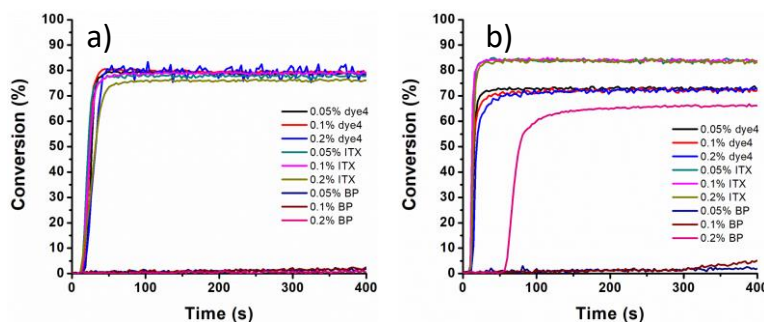 a)
Conversion (%)
100
90
80
70
60
50
40
30
20
10
0
0.05% dye4
0.1% dye4
0.2% dye4
0.05% ITX
0.1% ITX
0.2% ITX
0.05% BP
0.1% BP
0.2% BP
0
100
200
300
400
Time (s)
b)
Conversion (%)
100
90
80
70
60
50
40
30
20
10
0
0.05% dye4
0.1% dye4
0.2% dye4
0.05% ITX
0.1% ITX
0.2% ITX
0.05% BP
0.1% BP
0.2% BP
0
100
200
300
400
Time (s)